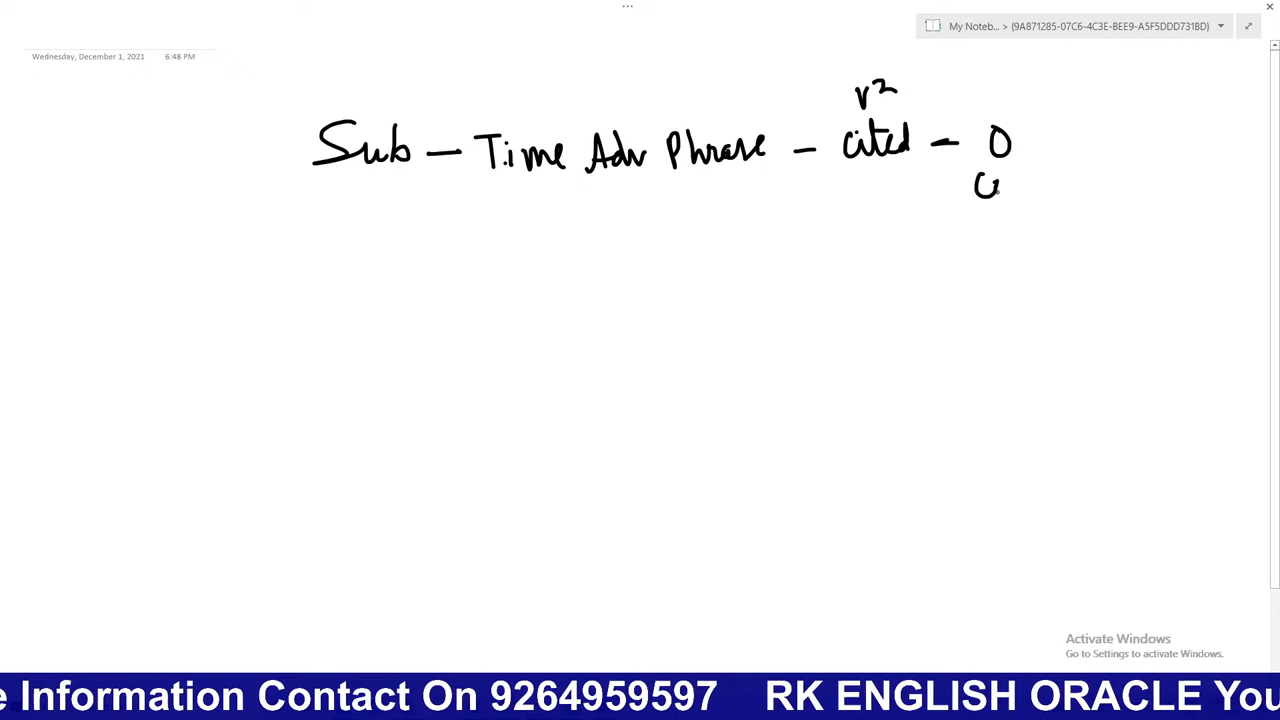 ...
My Noteb... > {9A871285-07C6-4C3E-BEE9-A5F5DDD731BD}
Wednesday, December 1, 2021 6:48 PM
v2
Sub - Time Adv Phrase - cited - O
Activate Windows
Go to Settings to activate Windows.
e Information Contact On 9264959597 RK ENGLISH ORACLE You